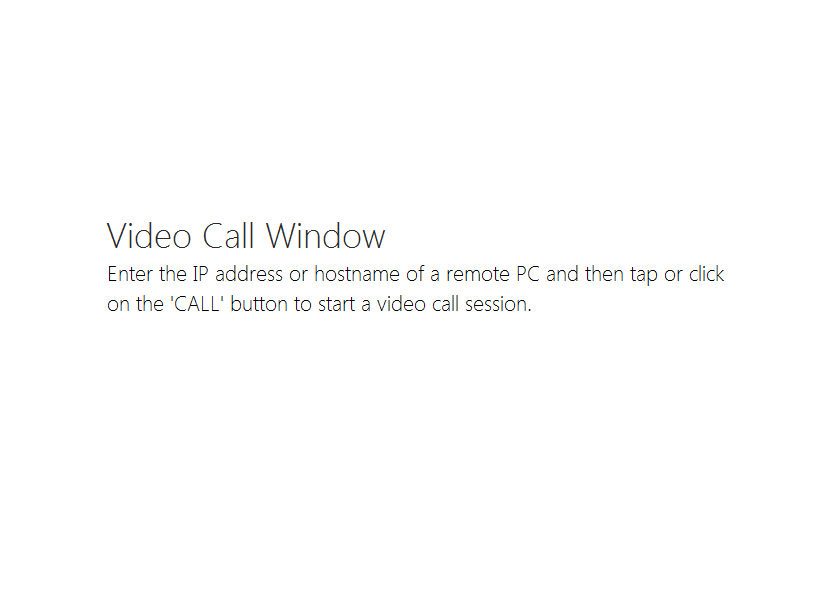 Video Call Window
Enter the IP address or hostname of a remote PC and then tap or click
on the 'CALL' button to start a video call session.